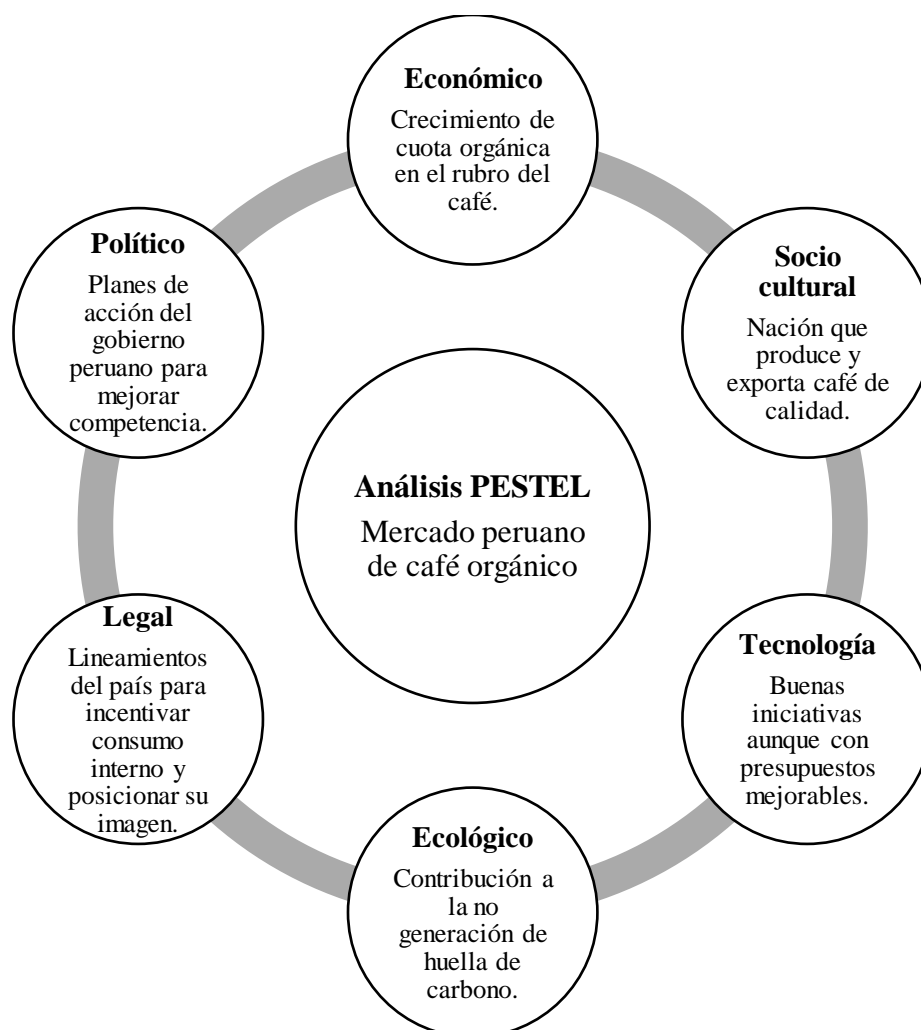 Económico
Crecimiento de
cuota orgánica
en el rubro del
café.
Socio
cultural
Nación que
produce y
exporta café de
calidad.
Tecnología
Buenas
iniciativas
aunque con
presupuestos
mejorables.
Ecológico
Contribución a
la no
generación de
huella de
carbono.
Legal
Lineamientos
del país para
incentivar
consumo
interno y
posicionar su
imagen.
Político
Planes de
acción del
gobierno
peruano para
mejorar
competencia.
Análisis PESTEL
Mercado peruano
de café orgánico